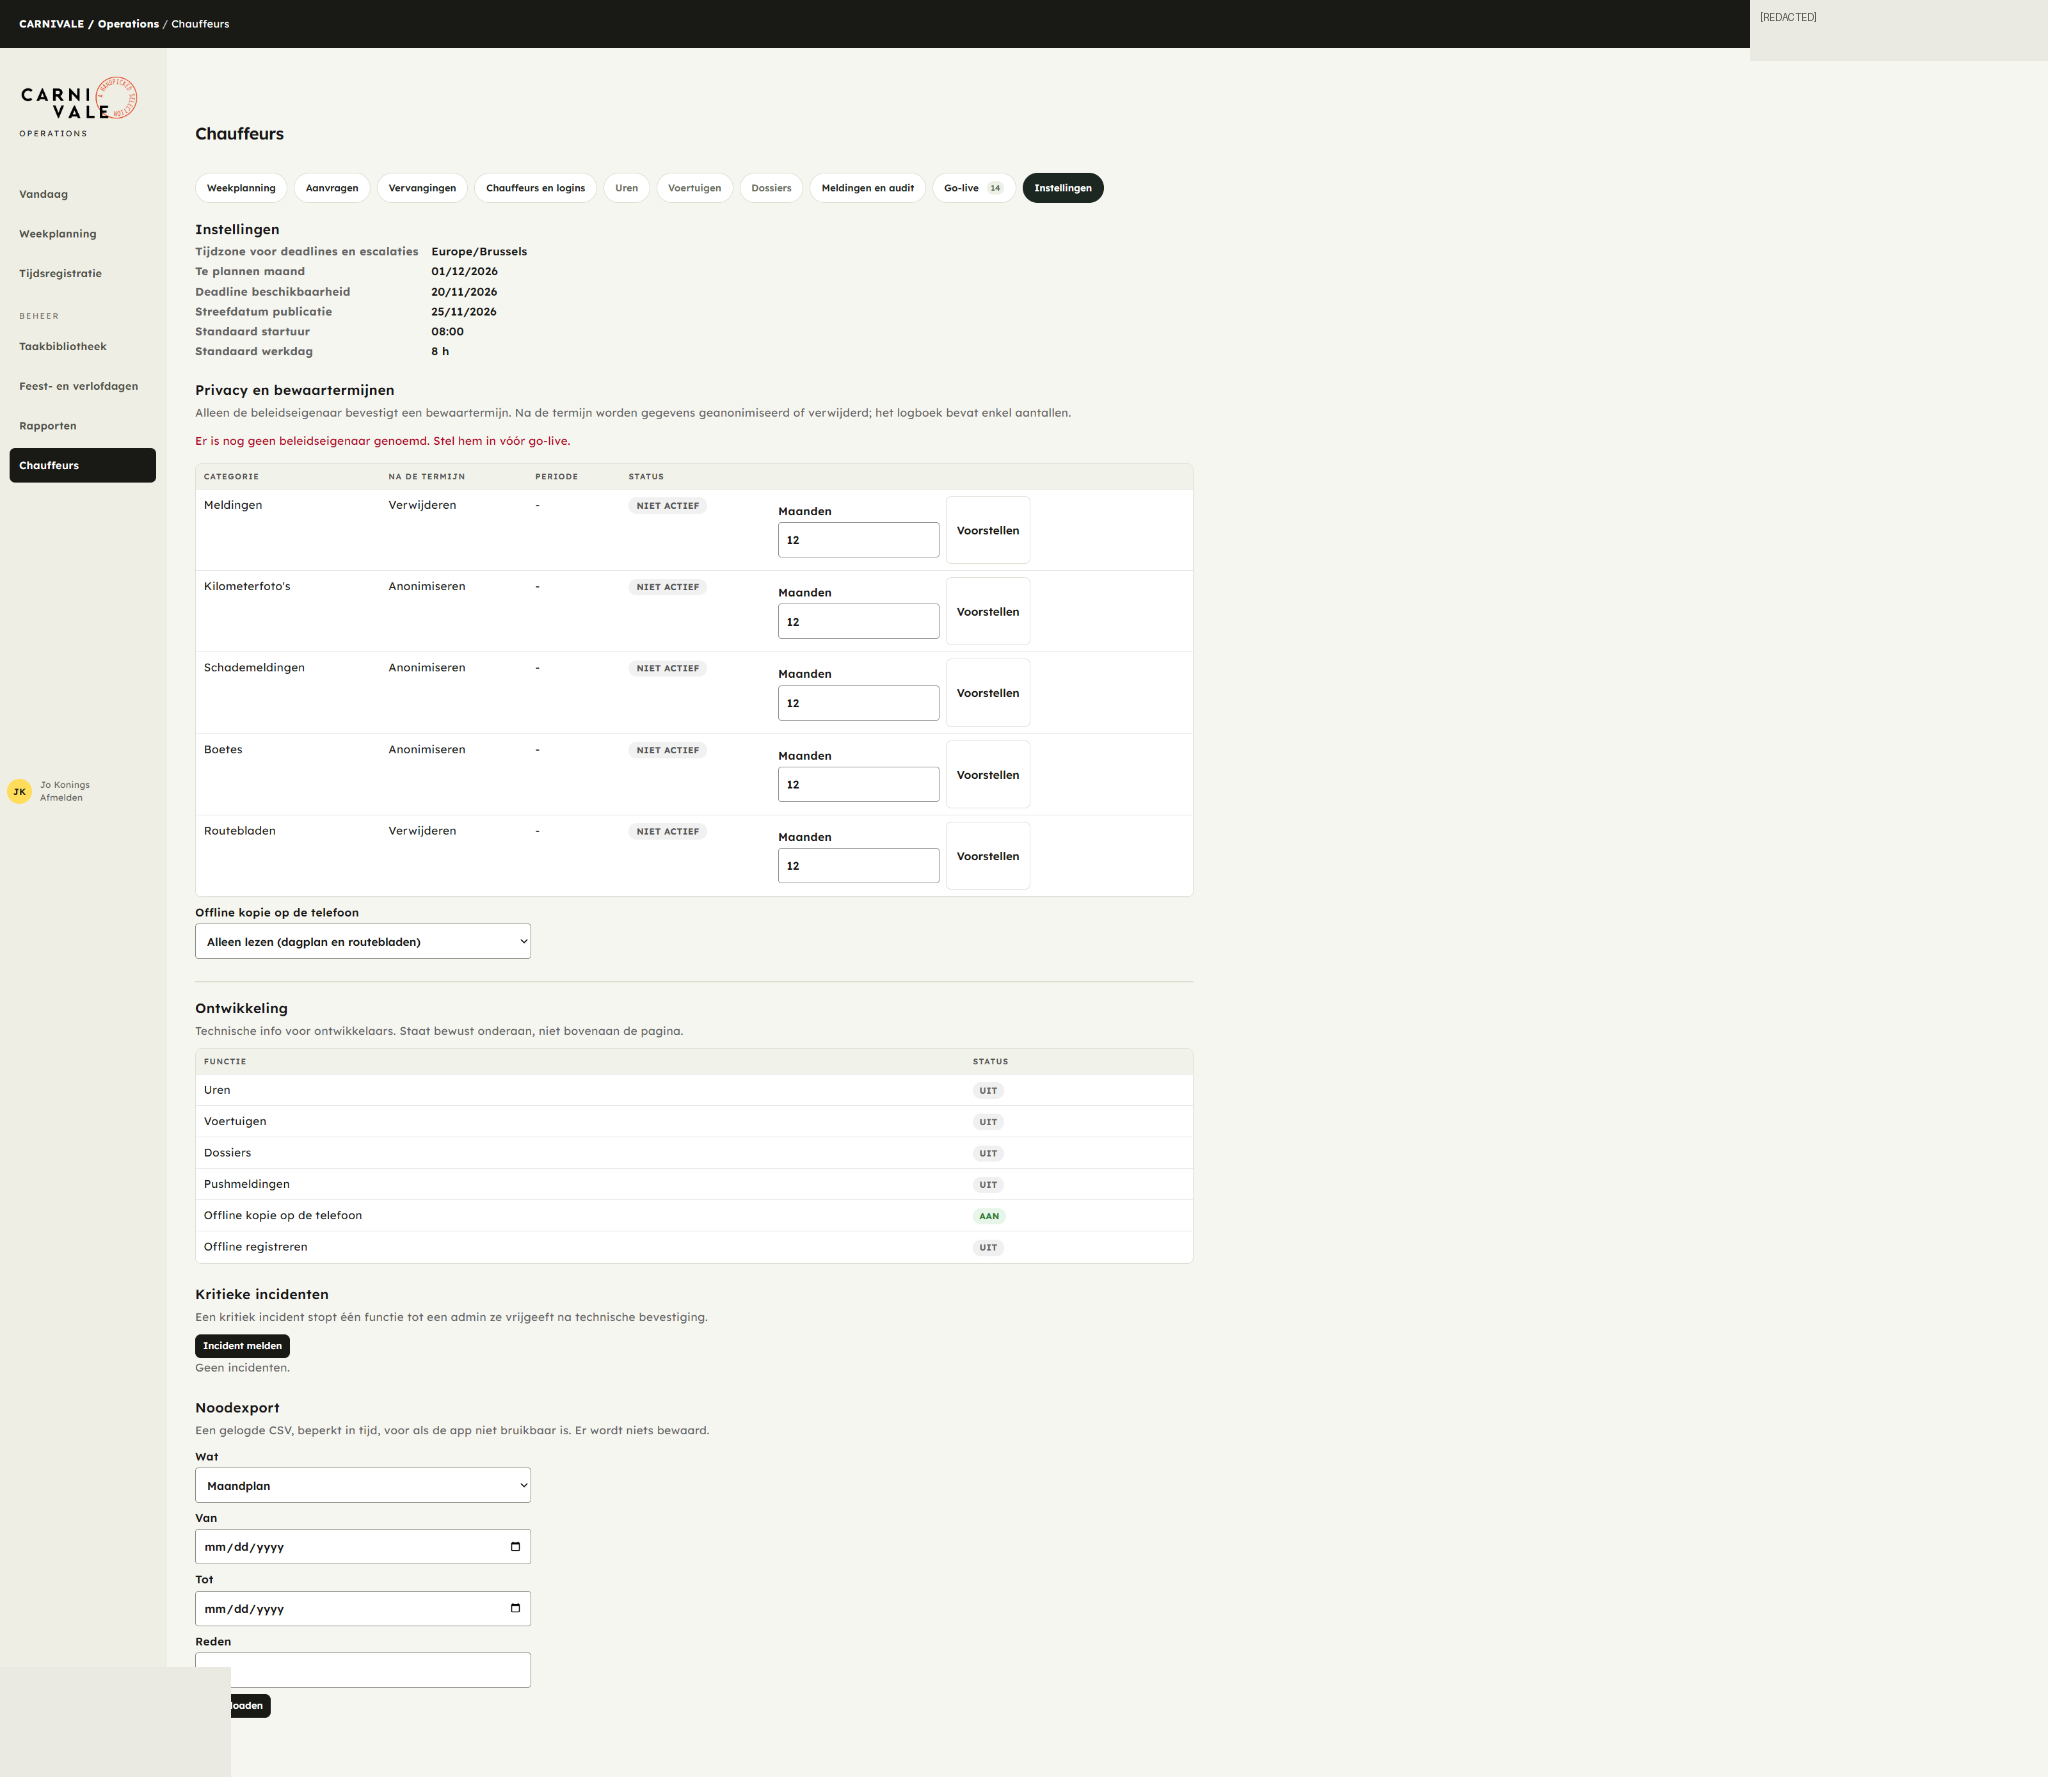 CARNIVALE / Operations / Chauffeurs
[REDACTED]
CARNI
VALE
OPERATIONS
Vandaag
Weekplanning
Tijdsregistratie
BEHEER
Taakbibliotheek
Feest- en verlofdagen
Rapporten
Chauffeurs
JK
Jo Konings
Afmelden
Chauffeurs
Weekplanning Aanvragen Vervangingen Chauffeurs en logins Uren Voertuigen Dossiers Meldingen en audit Go-live 14 Instellingen
Instellingen
Tijdzone voor deadlines en escalaties Europe/Brussels
Te plannen maand 01/12/2026
Deadline beschikbaarheid 20/11/2026
Streefdatum publicatie 25/11/2026
Standaard startuur 08:00
Standaard werkdag 8 h
Privacy en bewaartermijnen
Alleen de beleidseigenaar bevestigt een bewaartermijn. Na de termijn worden gegevens geanonimiseerd of verwijderd; het logboek bevat enkel aantallen.
Er is nog geen beleidseigenaar genoemd. Stel hem in vóór go-live.
CATEGORIE NA DE TERMIJN PERIODE STATUS
Meldingen Verwijderen - NIET ACTIEF
Maanden
12
Voorstellen
Kilometerfoto's Anonimiseren - NIET ACTIEF
Maanden
12
Voorstellen
Schademeldingen Anonimiseren - NIET ACTIEF
Maanden
12
Voorstellen
Boetes Anonimiseren - NIET ACTIEF
Maanden
12
Voorstellen
Routebladen Verwijderen - NIET ACTIEF
Maanden
12
Voorstellen
Offline kopie op de telefoon
Alleen lezen (dagplan en routebladen)
Ontwikkeling
Technische info voor ontwikkelaars. Staat bewust onderaan, niet bovenaan de pagina.
FUNCTIE STATUS
Uren UIT
Voertuigen UIT
Dossiers UIT
Pushmeldingen UIT
Offline kopie op de telefoon AAN
Offline registreren UIT
Kritieke incidenten
Een kritiek incident stopt één functie tot een admin ze vrijgeeft na technische bevestiging.
Incident melden
Geen incidenten.
Noodexport
Een gelogde CSV, beperkt in tijd, voor als de app niet bruikbaar is. Er wordt niets bewaard.
Wat
Maandplan
Van
mm/dd/yyyy
Tot
mm/dd/yyyy
Reden